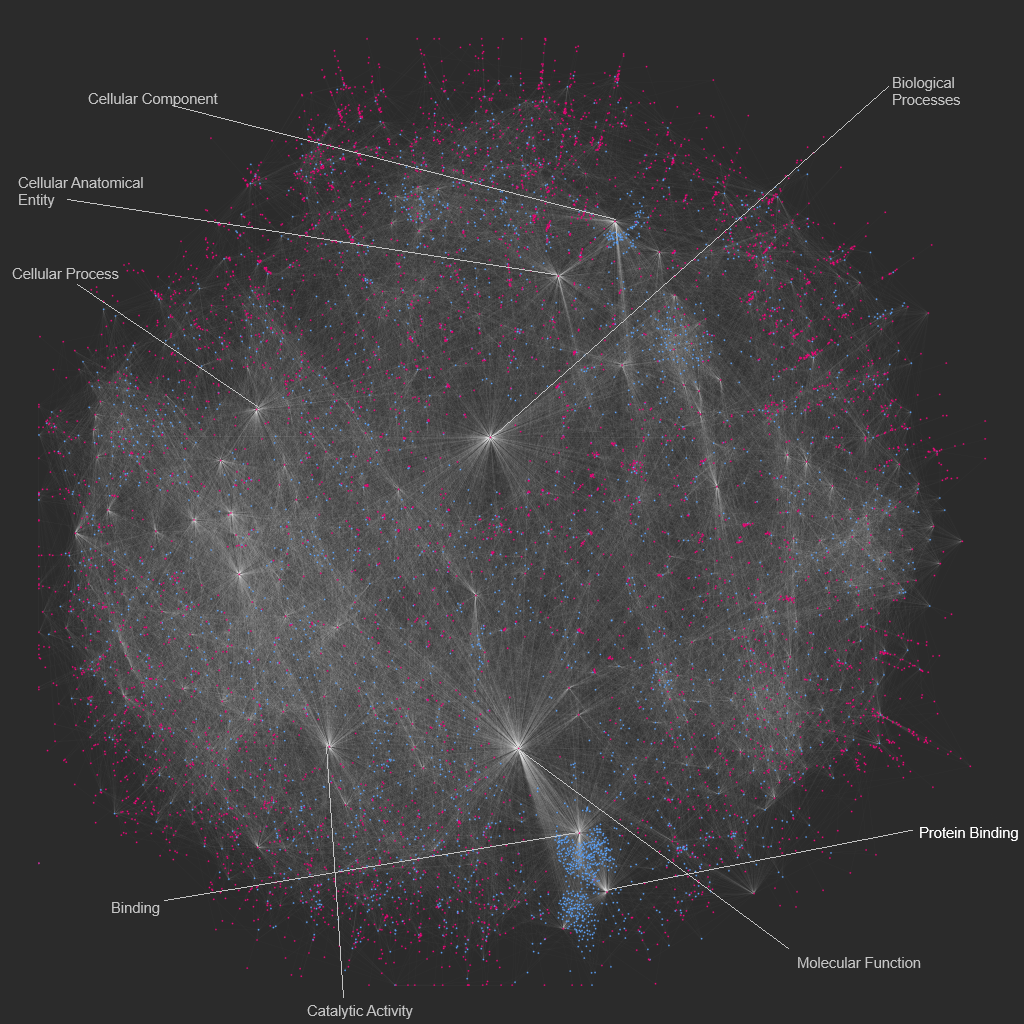 Cellular Component
Biological
Processes
Cellular Anatomical
Entity
Cellular Process
Protein Binding
Binding
Molecular Function
Catalytic Activity